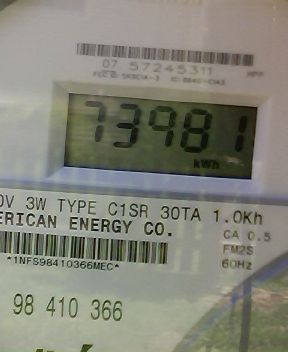 07 57245311
73981
kWh
0V 3W TYPE C1SR 30TA 1.0Kh
ERICAN ENERGY CO.
CA 0.5
FM2S
60Hz
*1NFS98410366MEC*
98 410 366